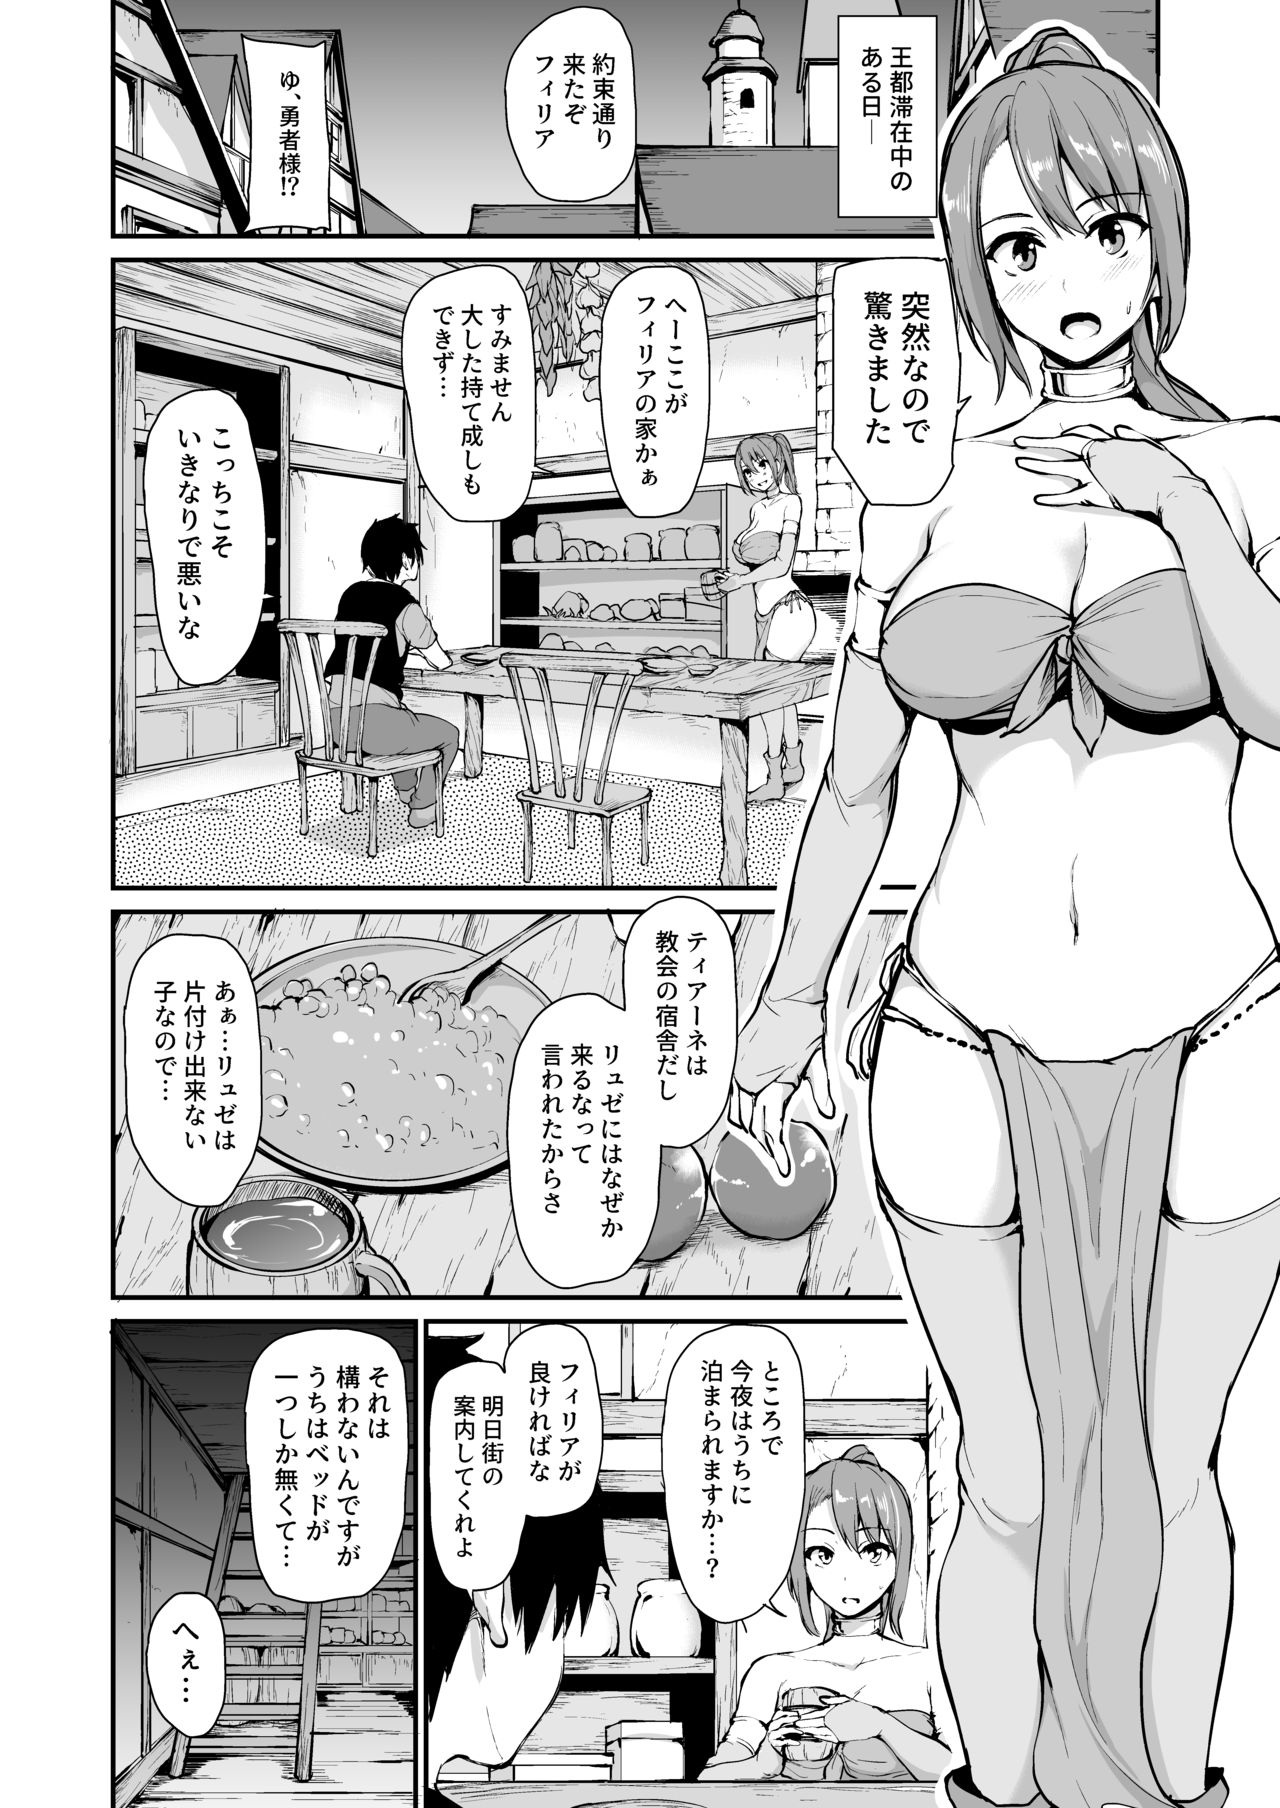 王都滞在中の
ある日―
約束通り
来たぞ
フィリア
ゆ、勇者様!?
突然なので
驚きました
へーここが
フィリアの家かぁ
すみません
大した持て成しも
できず…
こっちこそ
いきなりで悪いな
ティアーネは
教会の宿舎だし
リュゼにはなぜか
来るなって
言われたからさ
あぁ…リュゼは
片付け出来ない
子なので…
ところで
今夜はうちに
泊まられますか…?
フィリアが
良ければな
明日街の
案内してくれよ
それは
構わないんですが
うちはベッドが
一つしか無くて…
へぇ…